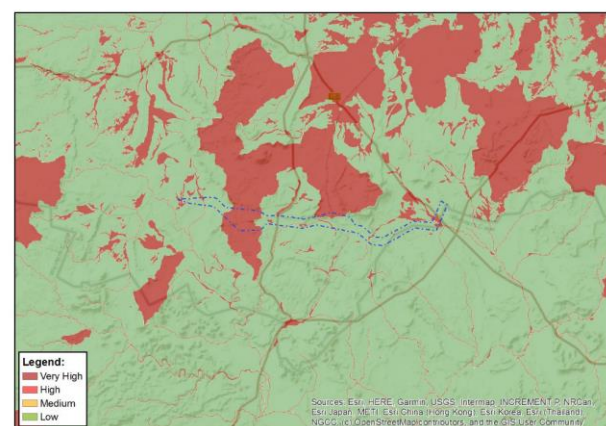 Legend:
Very High
High
Medium
Low
Sources: Esri, HERE, Garmin, USGS, Intermap, INCREMENT P, NRCan,
Esri Japan, METI, Esri China (Hong Kong), Esri Korea, Esri (Thailand),
NGCC, (c) OpenStreetMap contributors, and the GIS User Community